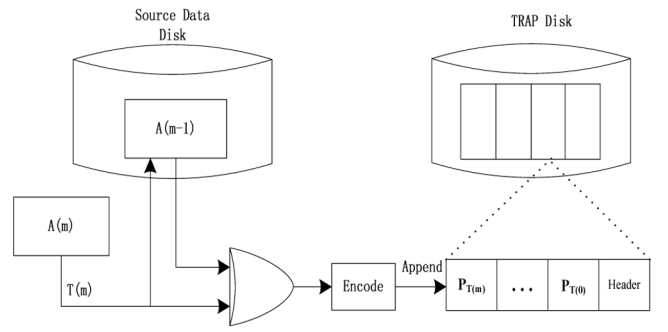 Source Data
Disk
TRAP Disk
A(m-1)
A(m)
T(m)
Encode
Append
P_T(m)
...
P_T(0)
Header